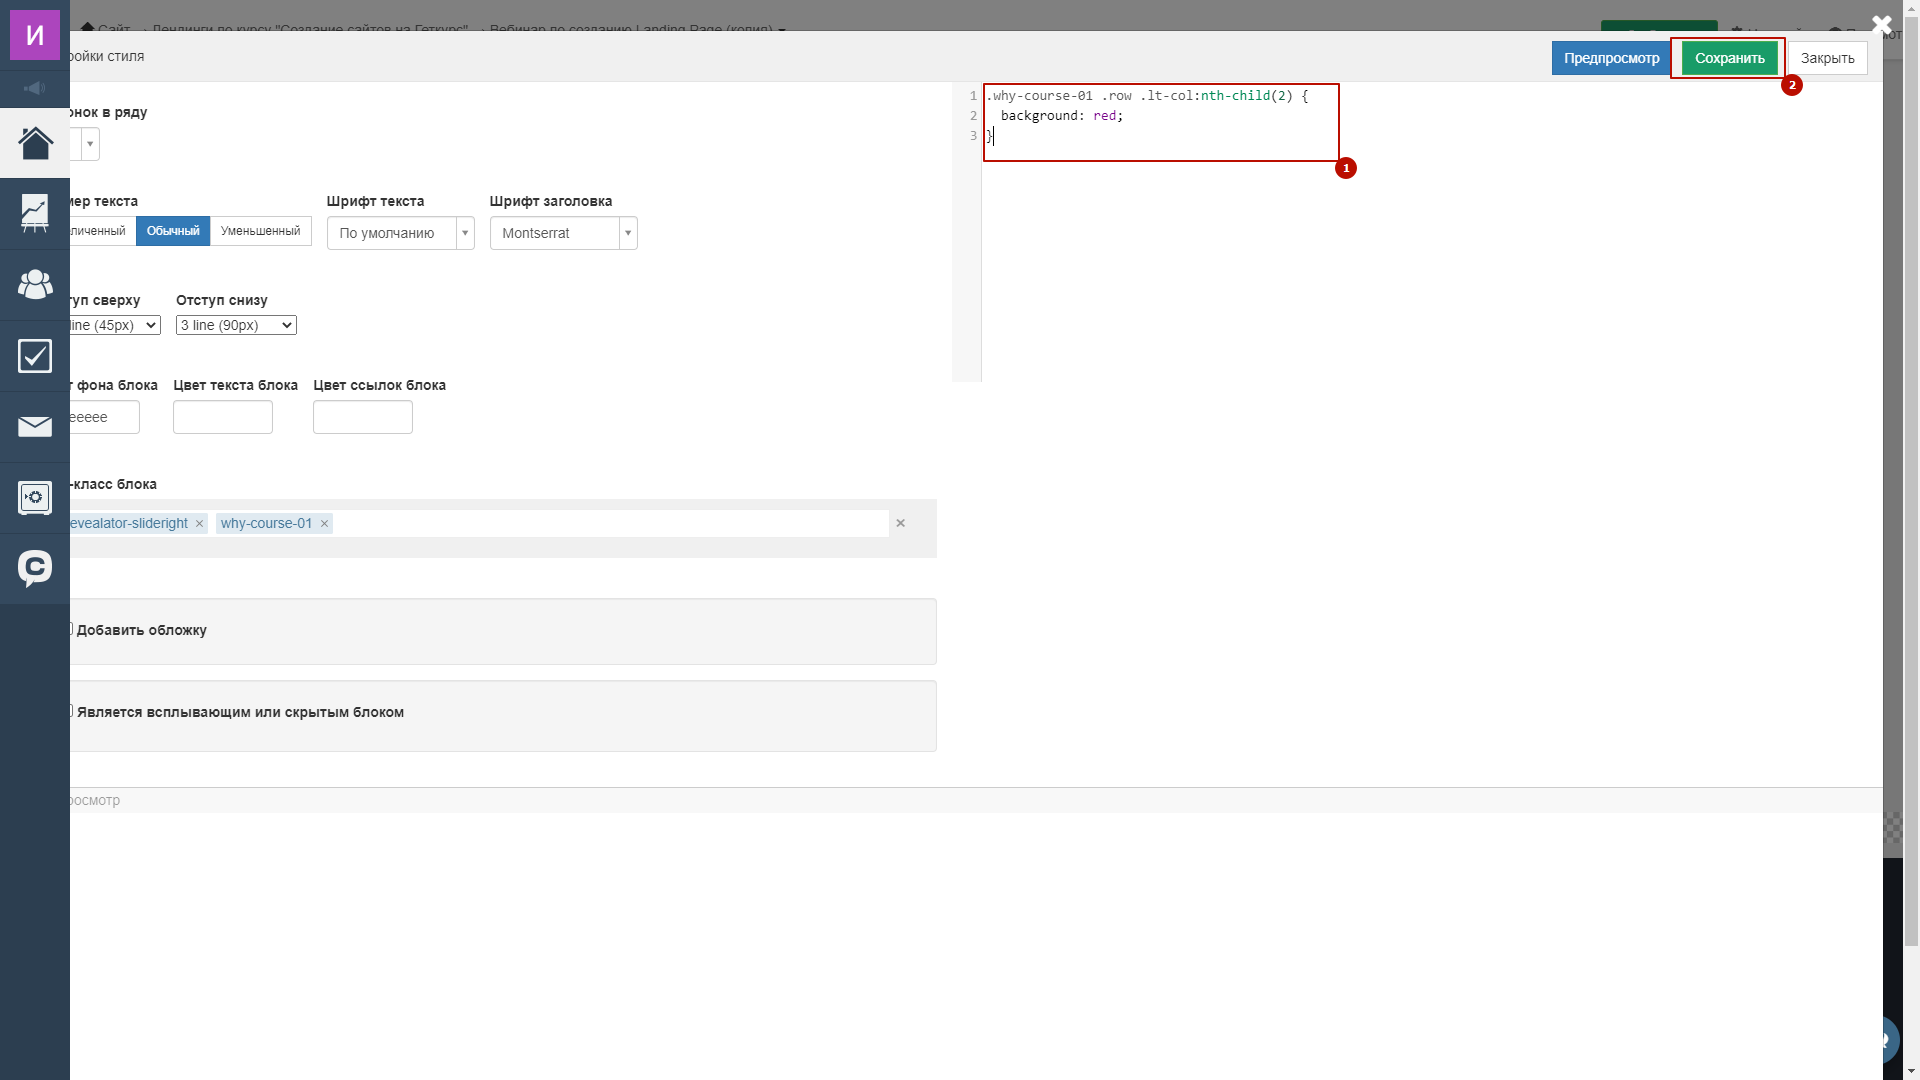 И
Сайт Лендинги по курсу "Создание сайтов на Геткурс" Вебинар по созданию Landing Page (копия)
ройки стиля
Предпросмотр
Сохранить
Закрыть
2
онок в ряду
1 .why-course-01 .row .lt-col:nth-child(2) {
2 background: red;
3 }
1
мер текста
Шрифт текста
Шрифт заголовка
личенный
Обычный
Уменьшенный
По умолчанию
Montserrat
туп сверху
Отступ снизу
line (45px)
3 line (90px)
т фона блока
Цвет текста блока
Цвет ссылок блока
eeeee
-класс блока
evealator-slideright ×
why-course-01 ×
×
Добавить обложку
Является всплывающим или скрытым блоком
росмотр